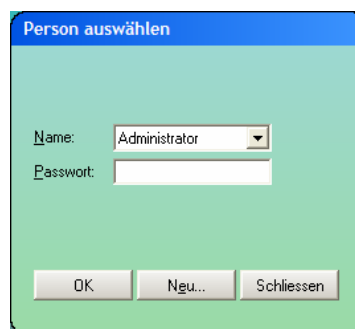 Person auswählen
Name: Administrator
Passwort:
OK Neu... Schliessen